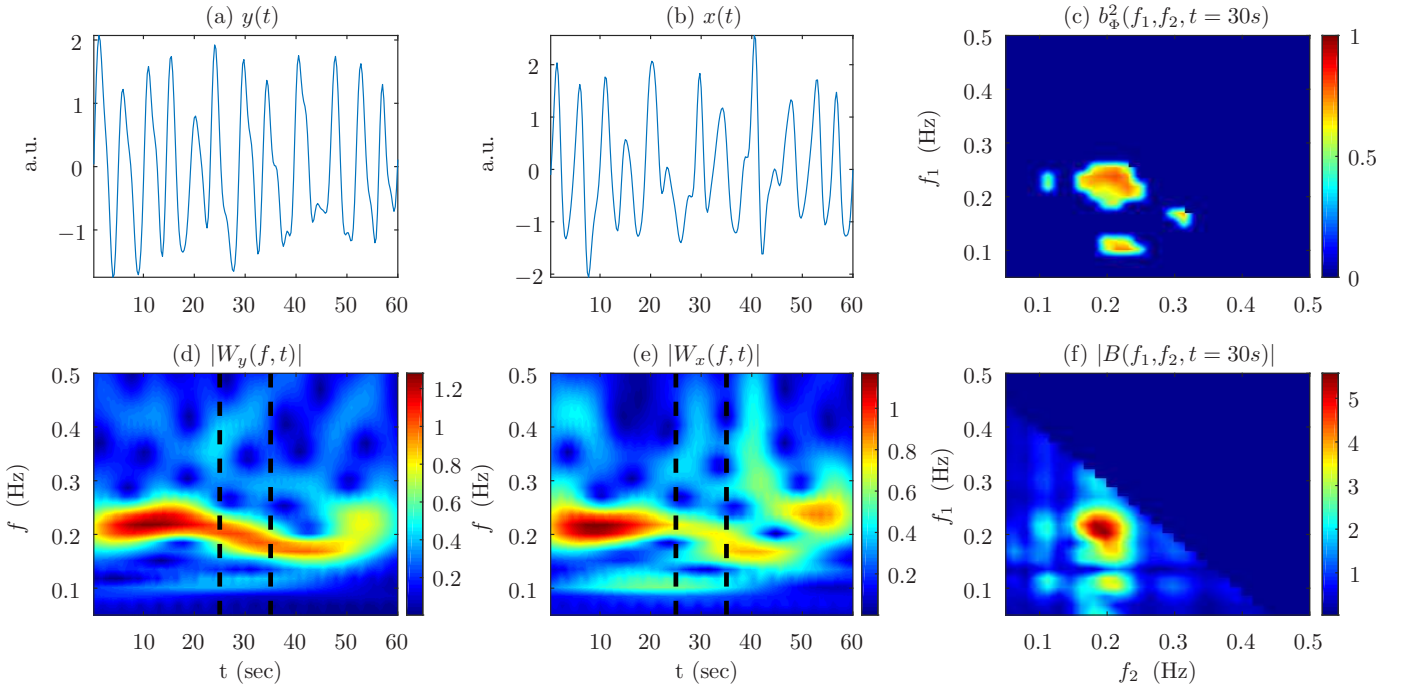 (a) y(t)
a.u.
2
1
0
−1
10 20 30 40 50 60
(b) x(t)
a.u.
2
1
0
−1
−2
10 20 30 40 50 60
(c) b²_Φ(f₁,f₂, t = 30s)
f₁ (Hz)
0.5
0.4
0.3
0.2
0.1
0.1 0.2 0.3 0.4 0.5
1
0.5
0
(d) |W_y(f, t)|
f (Hz)
0.5
0.4
0.3
0.2
0.1
10 20 30 40 50 60
t (sec)
1.2
1
0.8
0.6
0.4
0.2
(e) |W_x(f, t)|
f (Hz)
0.5
0.4
0.3
0.2
0.1
10 20 30 40 50 60
t (sec)
1
0.8
0.6
0.4
0.2
(f) |B(f₁,f₂, t = 30s)|
f₁ (Hz)
0.5
0.4
0.3
0.2
0.1
0.1 0.2 0.3 0.4 0.5
f₂ (Hz)
5
4
3
2
1